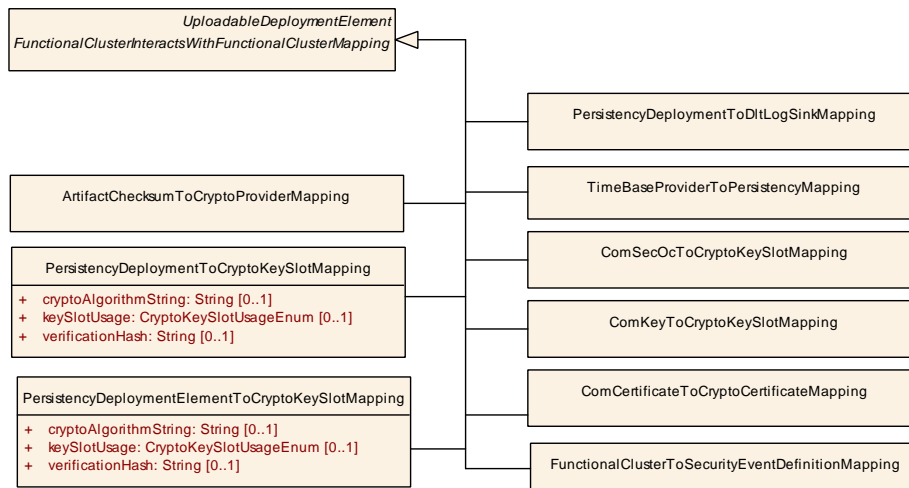 UploadableDeploymentElement
FunctionalClusterInteractsWithFunctionalClusterMapping
PersistencyDeploymentToDltLogSinkMapping
TimeBaseProviderToPersistencyMapping
ArtifactChecksumToCryptoProviderMapping
ComSecOcToCryptoKeySlotMapping
PersistencyDeploymentToCryptoKeySlotMapping
+ cryptoAlgorithmString: String [0..1]
+ keySlotUsage: CryptoKeySlotUsageEnum [0..1]
+ verificationHash: String [0..1]
ComKeyToCryptoKeySlotMapping
ComCertificateToCryptoCertificateMapping
PersistencyDeploymentElementToCryptoKeySlotMapping
+ cryptoAlgorithmString: String [0..1]
+ keySlotUsage: CryptoKeySlotUsageEnum [0..1]
+ verificationHash: String [0..1]
FunctionalClusterToSecurityEventDefinitionMapping